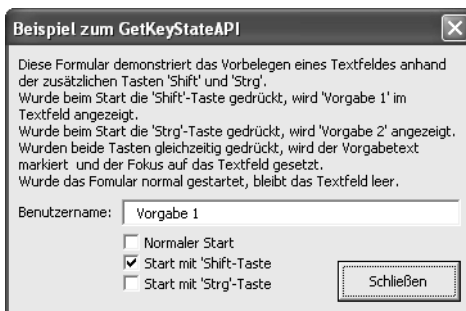 Beispiel zum GetKeyStateAPI
Diese Formular demonstriert das Vorbelegen eines Textfeldes anhand
der zusätzlichen Tasten 'Shift' und 'Strg'.
Wurde beim Start die 'Shift'-Taste gedrückt, wird 'Vorgabe 1' im
Textfeld angezeigt.
Wurde beim Start die 'Strg'-Taste gedrückt, wird 'Vorgabe 2' angezeigt.
Wurden beide Tasten gleichzeitig gedrückt, wird der Vorgabetext
markiert und der Fokus auf das Textfeld gesetzt.
Wurde das Fomular normal gestartet, bleibt das Textfeld leer.
Benutzername: Vorgabe 1
Normaler Start
Start mit 'Shift-Taste
Start mit 'Strg'-Taste
Schließen